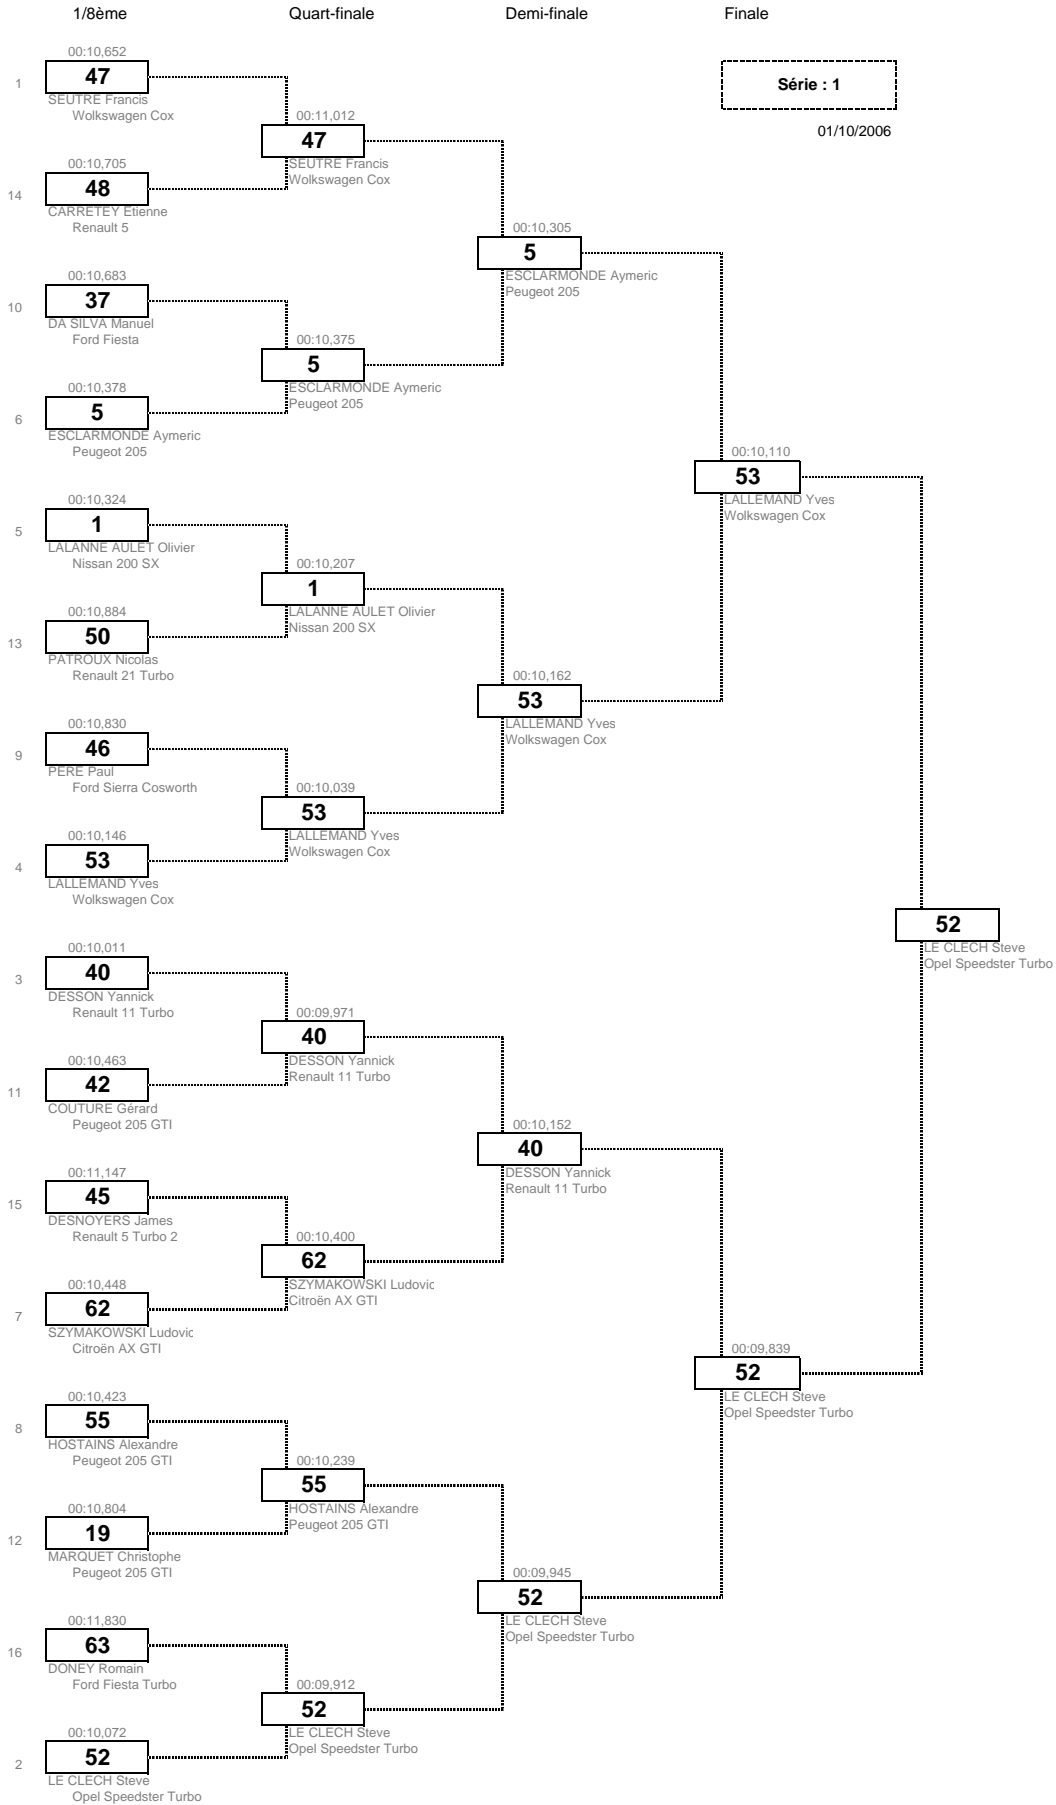 1/8ème
Quart-finale
Demi-finale
Finale
Série : 1
01/10/2006
00:10,652
1
47
SEUTRE Francis
Wolkswagen Cox
00:10,705
14
48
CARRETEY Etienne
Renault 5
00:10,683
10
37
DA SILVA Manuel
Ford Fiesta
00:10,378
6
5
ESCLARMONDE Aymeric
Peugeot 205
00:10,324
5
1
LALANNE AULET Olivier
Nissan 200 SX
00:10,884
13
50
PATROUX Nicolas
Renault 21 Turbo
00:10,830
9
46
PERE Paul
Ford Sierra Cosworth
00:10,146
4
53
LALLEMAND Yves
Wolkswagen Cox
00:10,011
3
40
DESSON Yannick
Renault 11 Turbo
00:10,463
11
42
COUTURE Gérard
Peugeot 205 GTI
00:11,147
15
45
DESNOYERS James
Renault 5 Turbo 2
00:10,448
7
62
SZYMAKOWSKI Ludovic
Citroën AX GTI
00:10,423
8
55
HOSTAINS Alexandre
Peugeot 205 GTI
00:10,804
12
19
MARQUET Christophe
Peugeot 205 GTI
00:11,830
16
63
DONEY Romain
Ford Fiesta Turbo
00:10,072
2
52
LE CLECH Steve
Opel Speedster Turbo
00:11,012
47
SEUTRE Francis
Wolkswagen Cox
00:10,375
5
ESCLARMONDE Aymeric
Peugeot 205
00:10,207
1
LALANNE AULET Olivier
Nissan 200 SX
00:10,039
53
LALLEMAND Yves
Wolkswagen Cox
00:09,971
40
DESSON Yannick
Renault 11 Turbo
00:10,400
62
SZYMAKOWSKI Ludovic
Citroën AX GTI
00:10,239
55
HOSTAINS Alexandre
Peugeot 205 GTI
00:09,912
52
LE CLECH Steve
Opel Speedster Turbo
00:10,305
5
ESCLARMONDE Aymeric
Peugeot 205
00:10,162
53
LALLEMAND Yves
Wolkswagen Cox
00:10,152
40
DESSON Yannick
Renault 11 Turbo
00:09,945
52
LE CLECH Steve
Opel Speedster Turbo
00:10,110
53
LALLEMAND Yves
Wolkswagen Cox
00:09,839
52
LE CLECH Steve
Opel Speedster Turbo
52
LE CLECH Steve
Opel Speedster Turbo